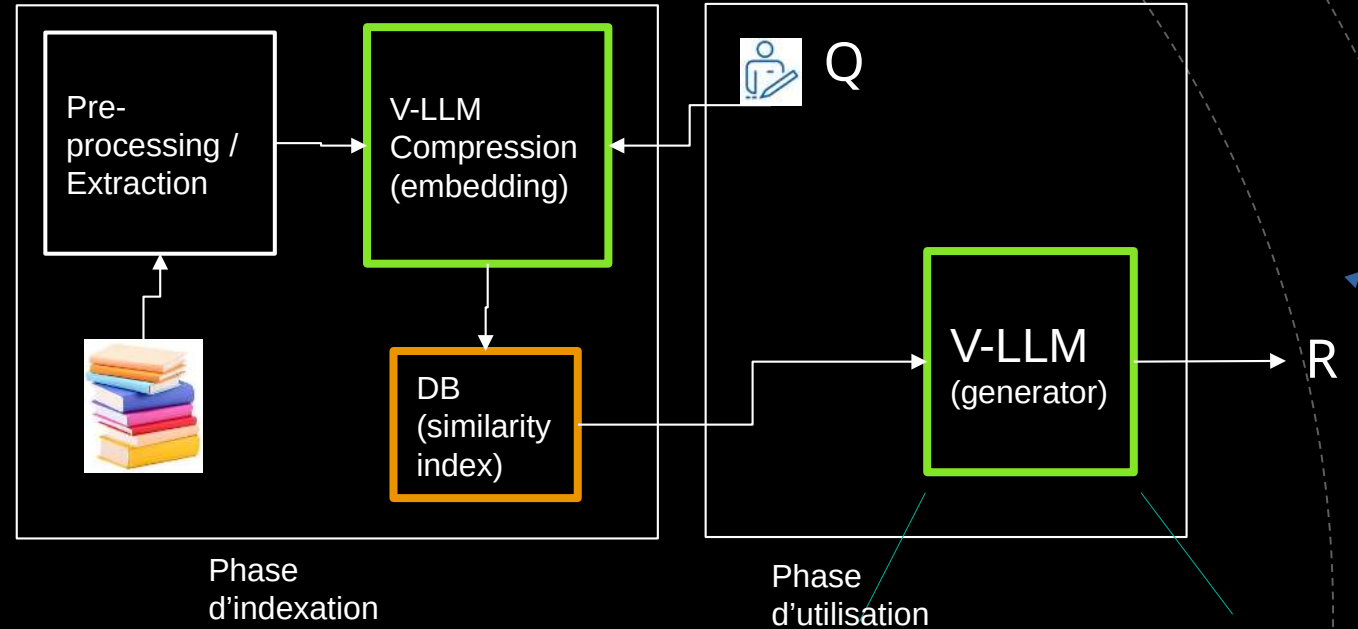 Pre-
processing /
Extraction
V-LLM
Compression
(embedding)
DB
(similarity
index)
Phase
d’indexation
Q
V-LLM
(generator)
R
Phase
d’utilisation